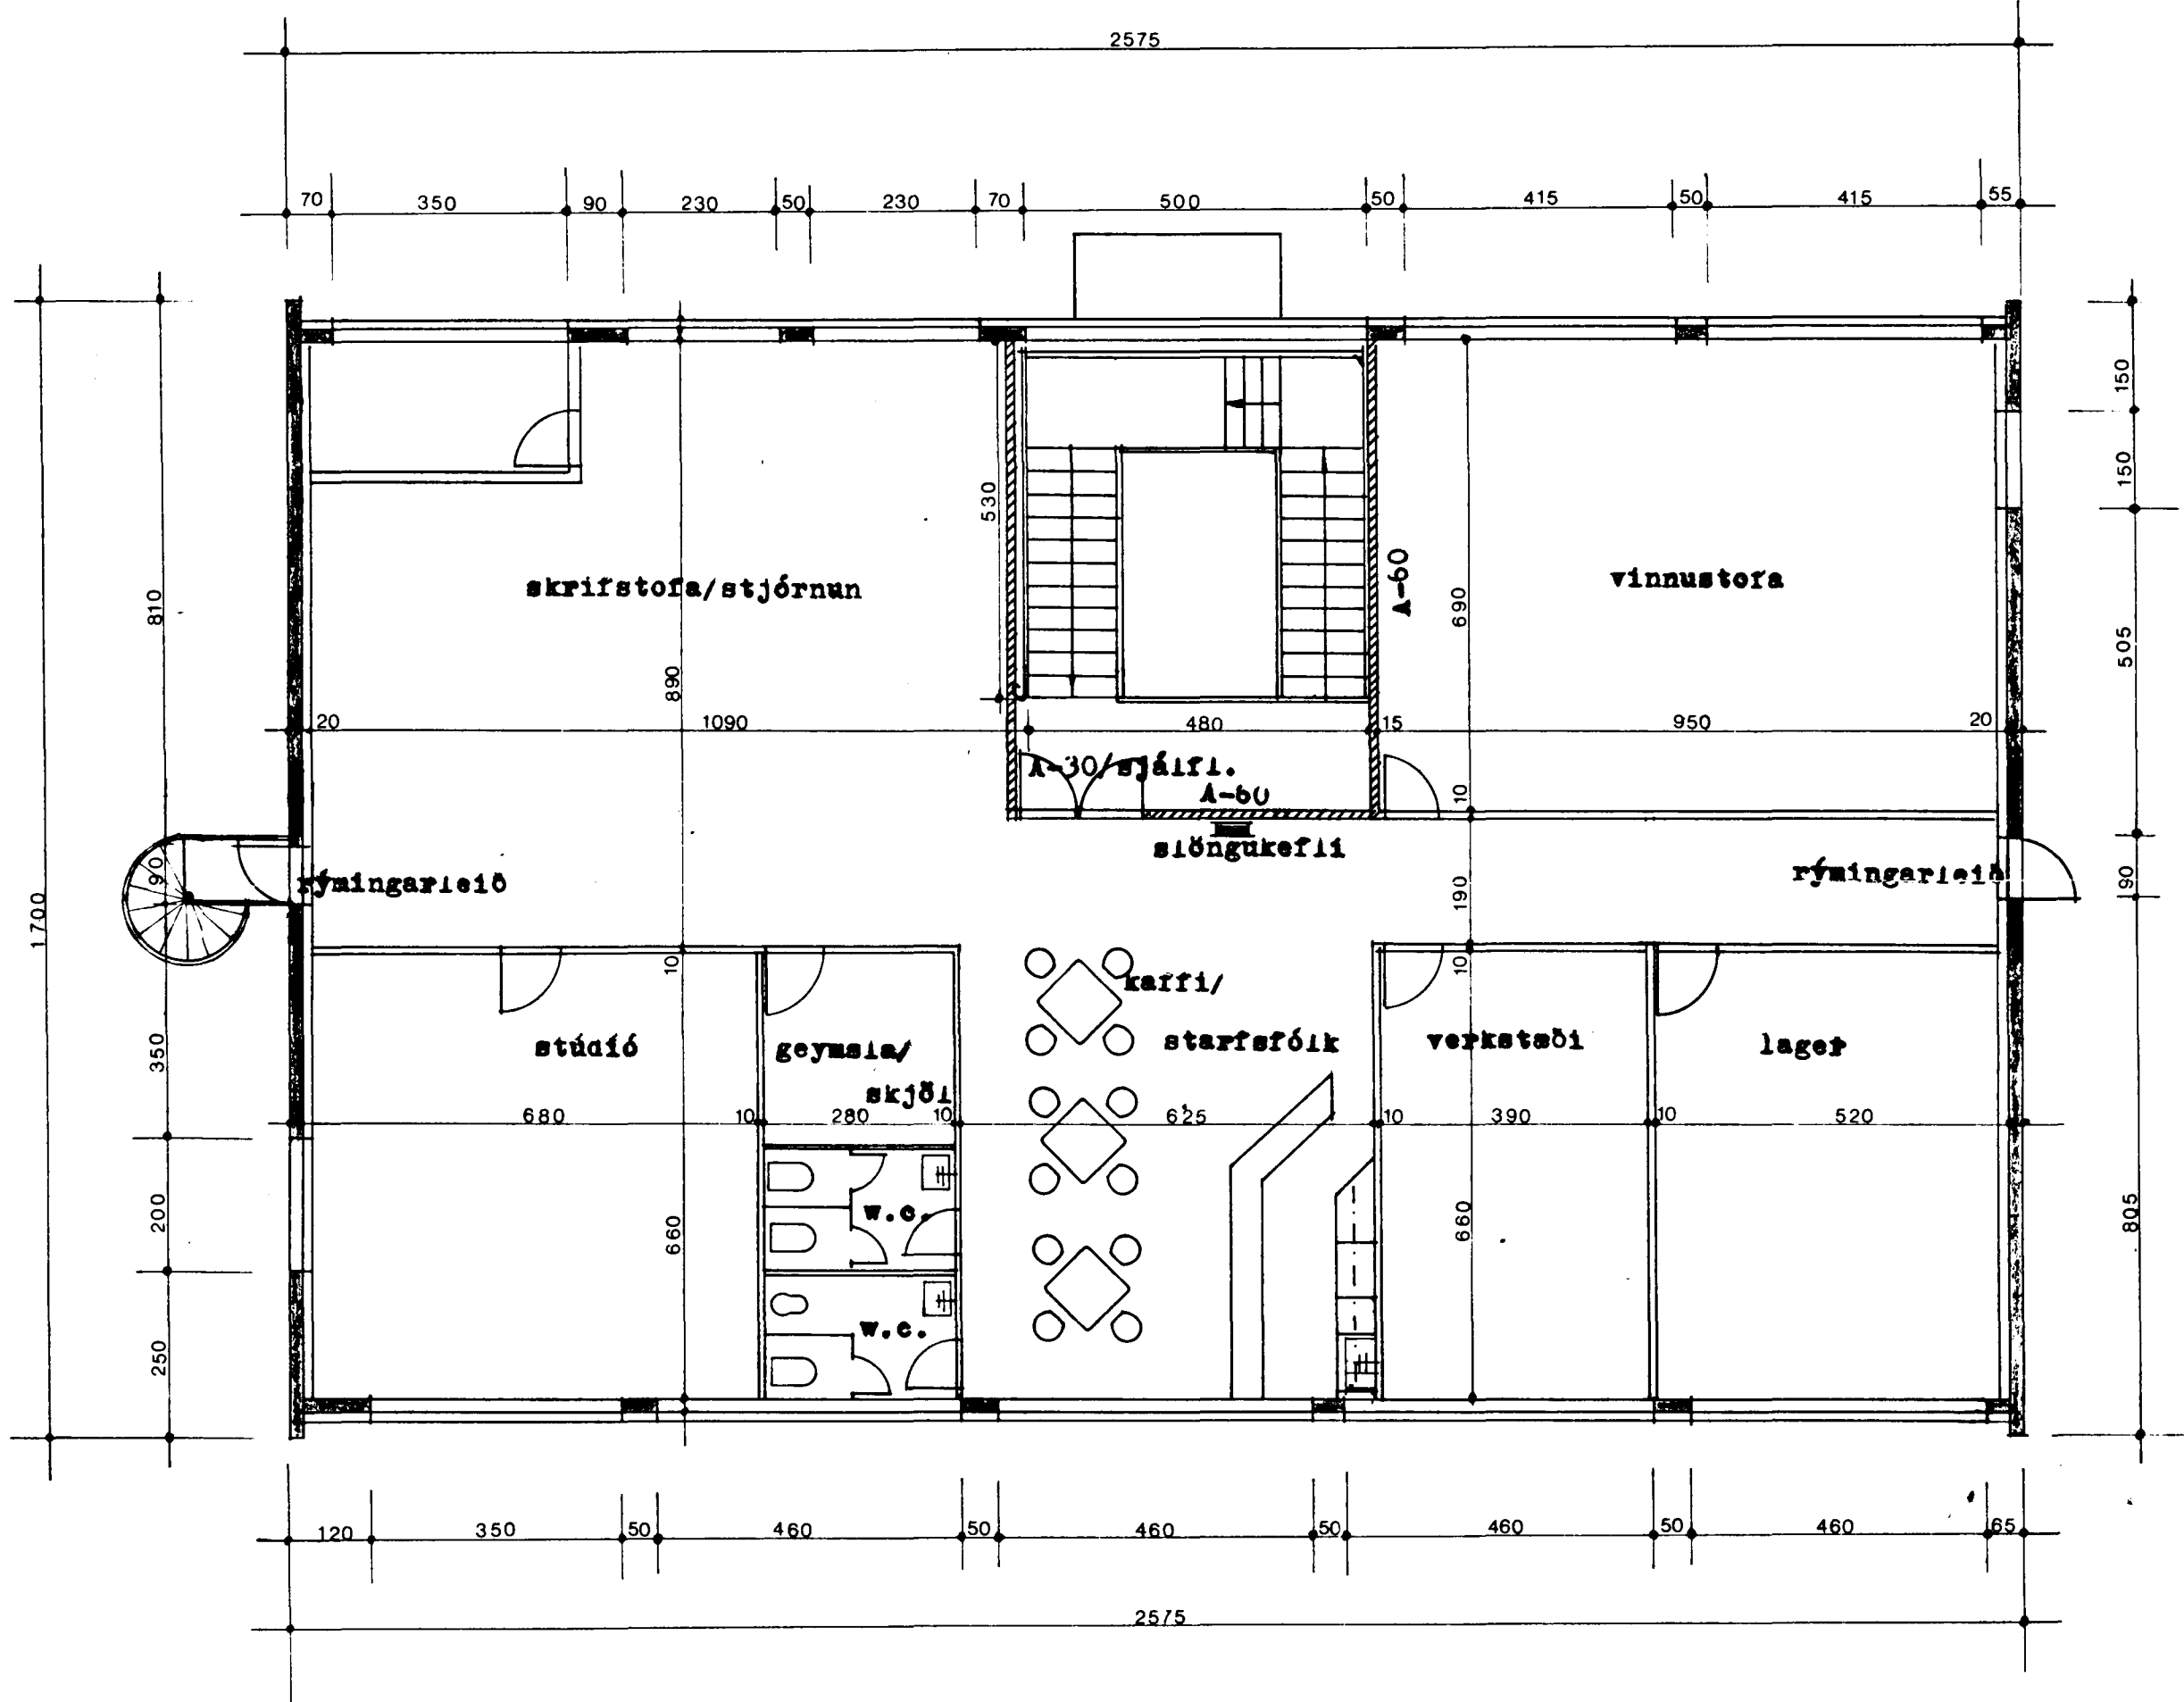 2575
70 350 90 230 50 230 70 500 50 415 50 415 55
150
150
530
skrifstofa/stjórnun
A-60
690
vinnustofa
810
505
890
20 1090 480 15 950 20
A-30/sjálfl.
A-60
10
slöngukefli
90
rýmingarleið
rýmingarleið
90
190
1700
10
10
kaffi/
350
stúdíó
geymsla/
starfsfólk
verkstæði
lager
skjöl
680 10 280 10 625 10 390 10 520
200
w.c.
660
660
805
250
w.c.
120 350 50 460 50 460 50 460 50 460 65
2575